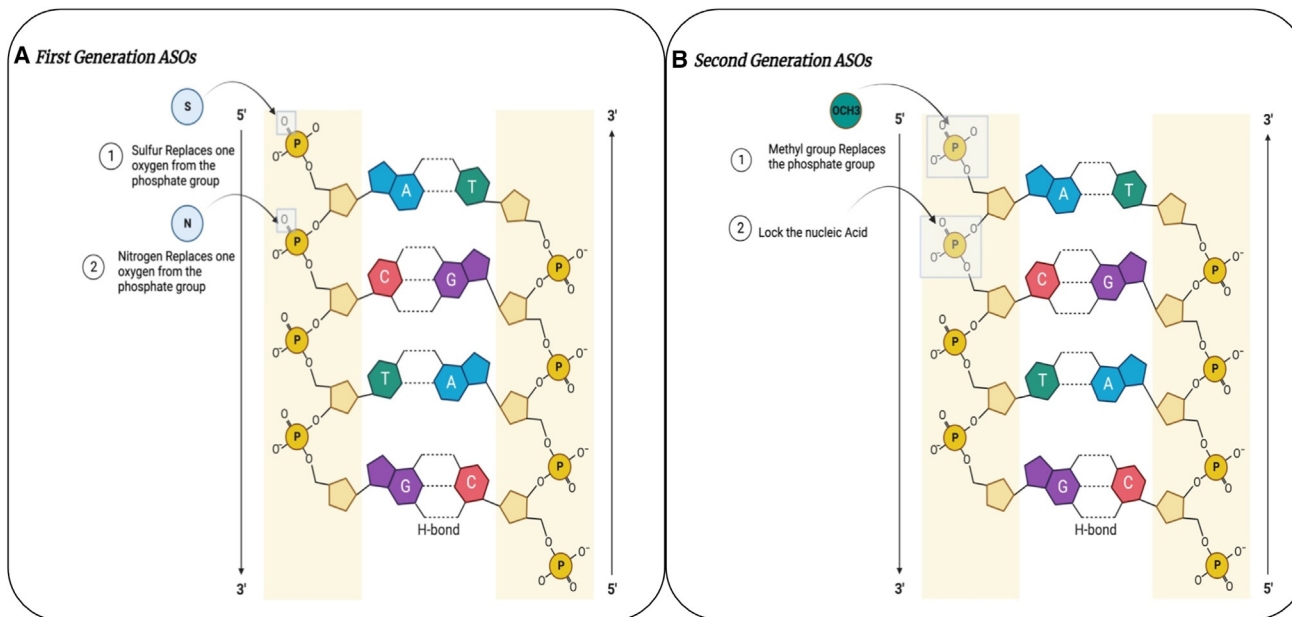 A First Generation ASOs
S
5'
3'
1 Sulfur Replaces one
oxygen from the
phosphate group
N
2 Nitrogen Replaces one
oxygen from the
phosphate group
O
O
P
O-
O
A
T
O
O
P
O-
O
O
P
O-
O
C
G
O
O
P
O-
O
O
P
O-
O
T
A
O
O
P
O-
O
O
P
O-
O
G
C
H-bond
O
P
O-
O
3'
5'
B Second Generation ASOs
OCH3
5'
3'
1 Methyl group Replaces
the phosphate group
2 Lock the nucleic Acid
O
O
P
O-
O
A
T
O
O
P
O-
O
O
P
O-
O
C
G
O
O
P
O-
O
O
P
O-
O
T
A
O
O
P
O-
O
O
P
O-
O
G
C
H-bond
O
P
O-
O
3'
5'